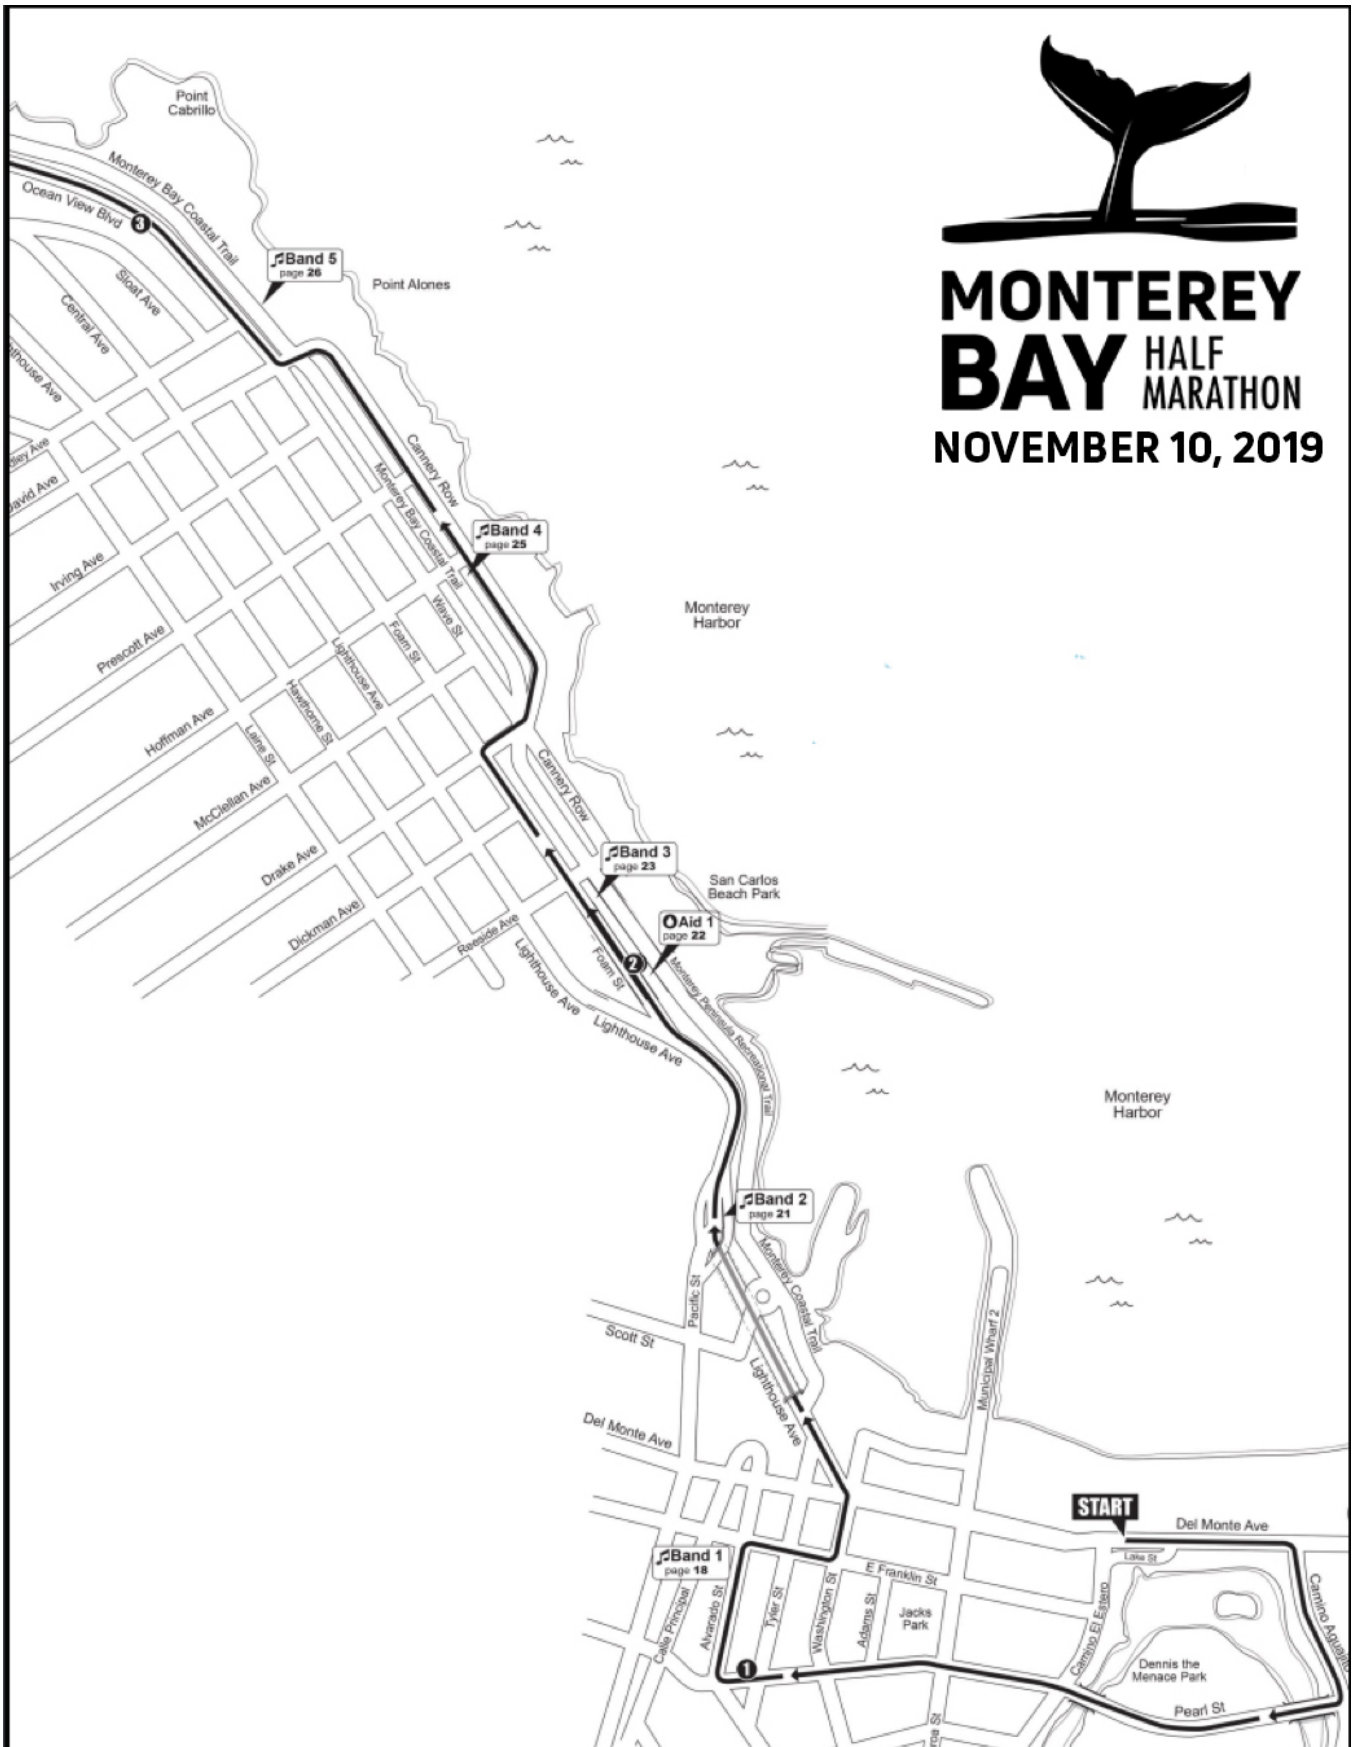 Point
Cabrillo
MONTEREY
BAY HALF
MARATHON
NOVEMBER 10, 2019
Monterey Bay Coastal Trail
Ocean View Blvd
3
Band 5
page 26
Point Alones
Sloat Ave
Central Ave
Cannery Row
Monterey Bay Coastal Trail
Band 4
page 25
Irving Ave
Wave St
Foam St
Monterey
Harbor
Prescott Ave
Lighthouse Ave
Hawthorne St
Hoffman Ave
Laine St
McClellan Ave
Cannery Row
Drake Ave
Band 3
page 23
San Carlos
Beach Park
Dickman Ave
Reeside Ave
Aid 1
page 22
2
Foam St
Lighthouse Ave
Lighthouse Ave
Monterey Peninsula Recreational Trail
Monterey
Harbor
Band 2
page 21
Monterey Coastal Trail
Pacific St
Scott St
Lighthouse Ave
Municipal Wharf 2
Del Monte Ave
START
Del Monte Ave
Lake St
Band 1
page 18
E Franklin St
Calle Principal
Alvarado St
Tyler St
Washington St
Adams St
Jacks
Park
Camino El Estero
Dennis the
Menace Park
1
Pearl St